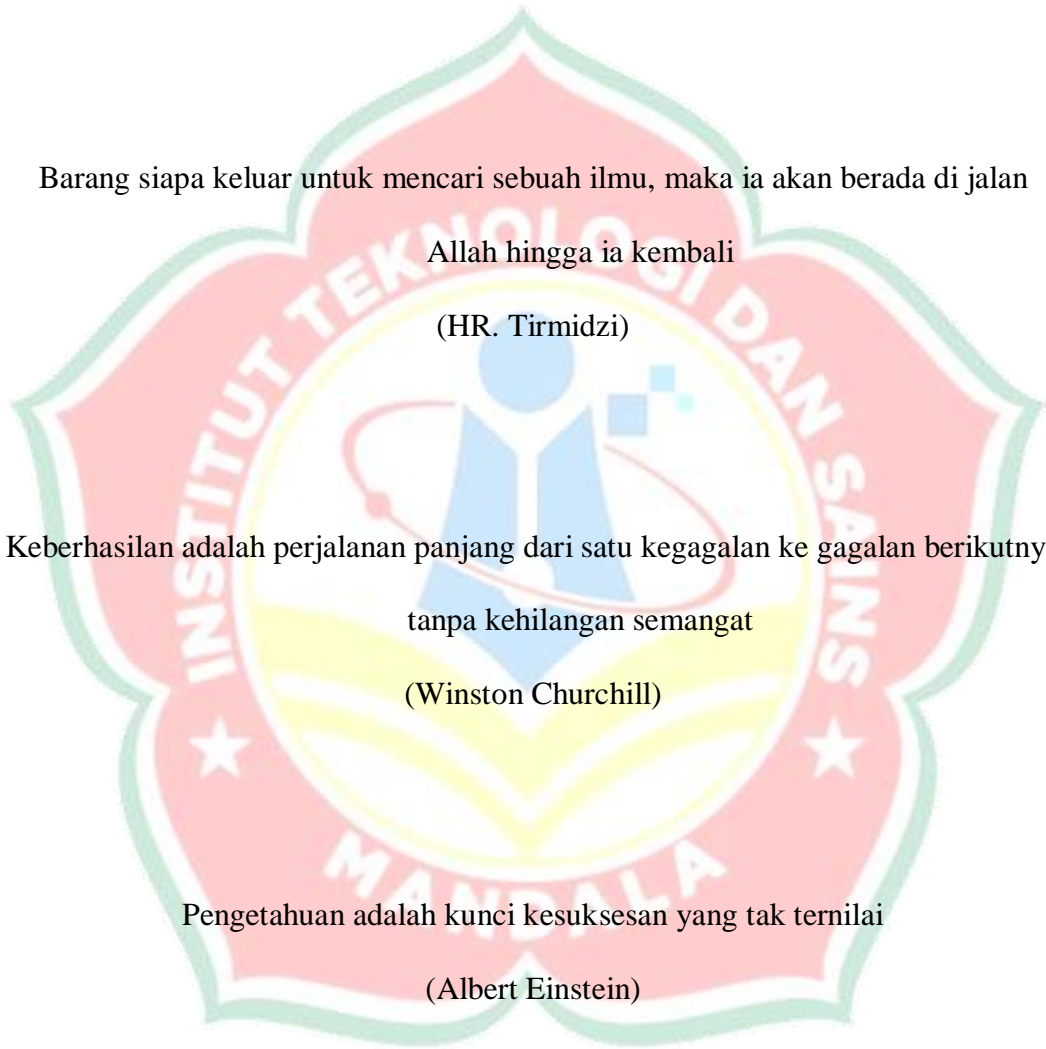 Barang siapa keluar untuk mencari sebuah ilmu, maka ia akan berada di jalan
Allah hingga ia kembali
(HR. Tirmidzi)
Keberhasilan adalah perjalanan panjang dari satu kegagalan ke gagalan berikutny
tanpa kehilangan semangat
(Winston Churchill)
Pengetahuan adalah kunci kesuksesan yang tak ternilai
(Albert Einstein)
INSTITUT TEKNOLOGI DAN SAINS
MANDALA